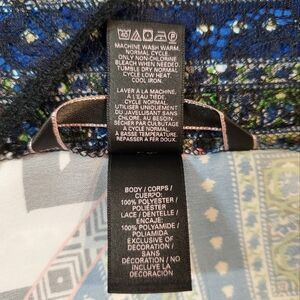 MACHINE WASH WARM,
NORMAL CYCLE
ONLY NON-CHLORINE
BLEACH WHEN NEEDED
TUMBLE DRY NORMAL
CYCLE LOW HEAT.
COOL IRON.
LAVER À LA MACHINE
À L'EAU TIÈDE,
CYCLE NORMAL.
UTILISER UNIQUEMENT
DU JAVELLISANT SANS
CHLORE, AU BESOIN.
SÉCHER PAR CULBUTAGE
À CYCLE NORMAL,
À BASSE TEMPÉRATURE.
REPASSER À FER DOUX.
BODY / CORPS /
CUERPO:
100% POLYESTER /
POLIÉSTER
LACE / DENTELLE /
ENCAJE:
100% POLYAMIDE /
POLIAMIDA
EXCLUSIVE OF
DECORATION /
SANS
DÉCORATION / NO
INCLUYE LA
DECORACIÓN